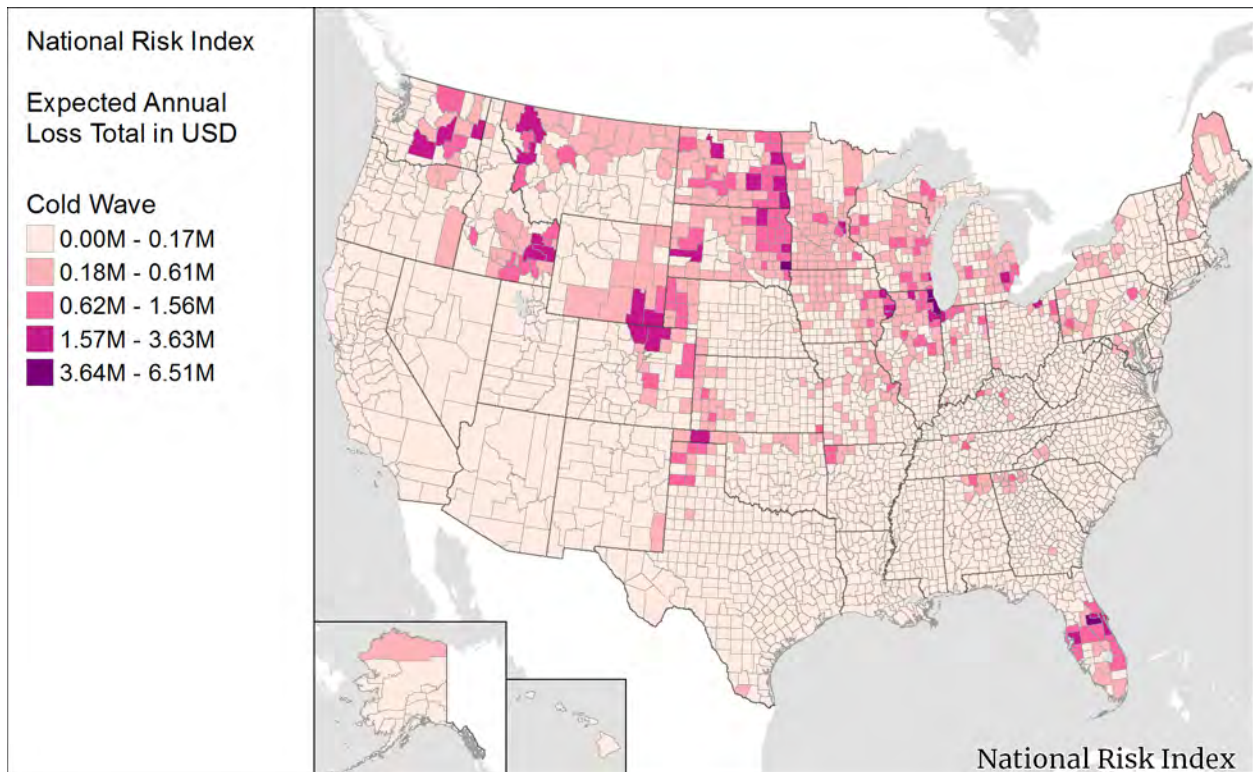 National Risk Index
Expected Annual
Loss Total in USD
Cold Wave
0.00M - 0.17M
0.18M - 0.61M
0.62M - 1.56M
1.57M - 3.63M
3.64M - 6.51M
National Risk Index